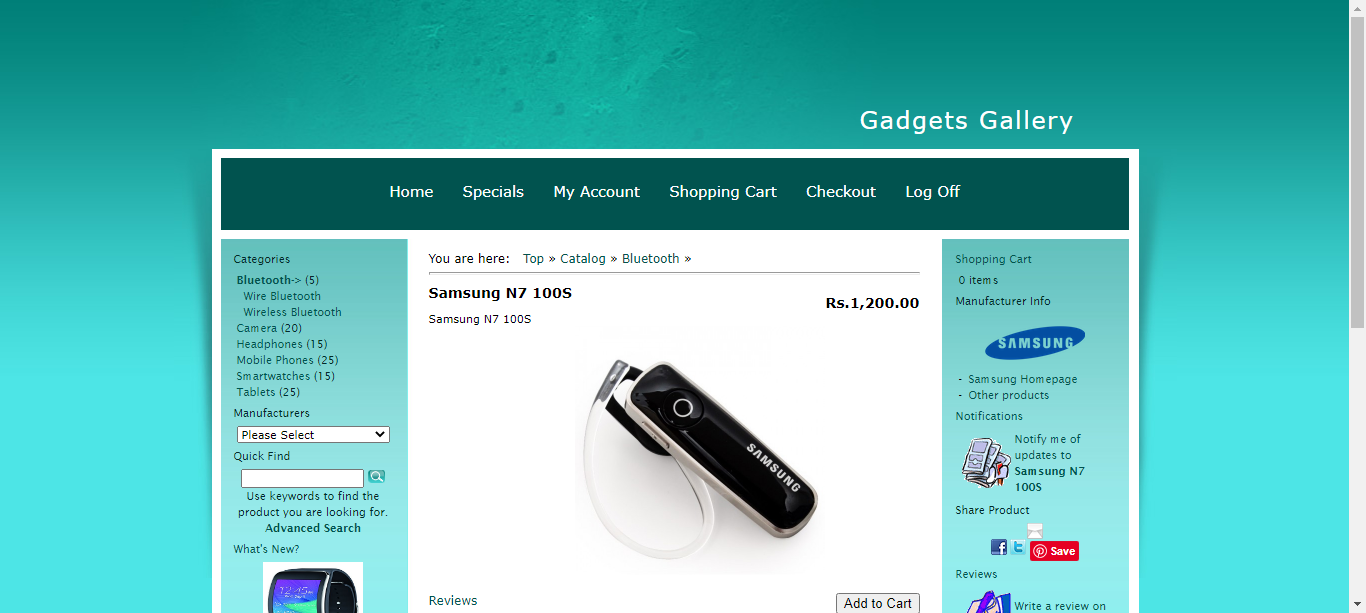 Gadgets Gallery
Home Specials My Account Shopping Cart Checkout Log Off
Categories
Bluetooth-> (5)
Wire Bluetooth
Wireless Bluetooth
Camera (20)
Headphones (15)
Mobile Phones (25)
Smartwatches (15)
Tablets (25)
Manufacturers
Please Select
Quick Find
Use keywords to find the
product you are looking for.
Advanced Search
What's New?
You are here: Top » Catalog » Bluetooth »
Samsung N7 100S
Rs.1,200.00
Samsung N7 100S
SAMSUNG
Reviews
Add to Cart
Shopping Cart
0 items
Manufacturer Info
SAMSUNG
- Samsung Homepage
- Other products
Notifications
Notify me of
updates to
Samsung N7
100S
Share Product
Save
Reviews
Write a review on